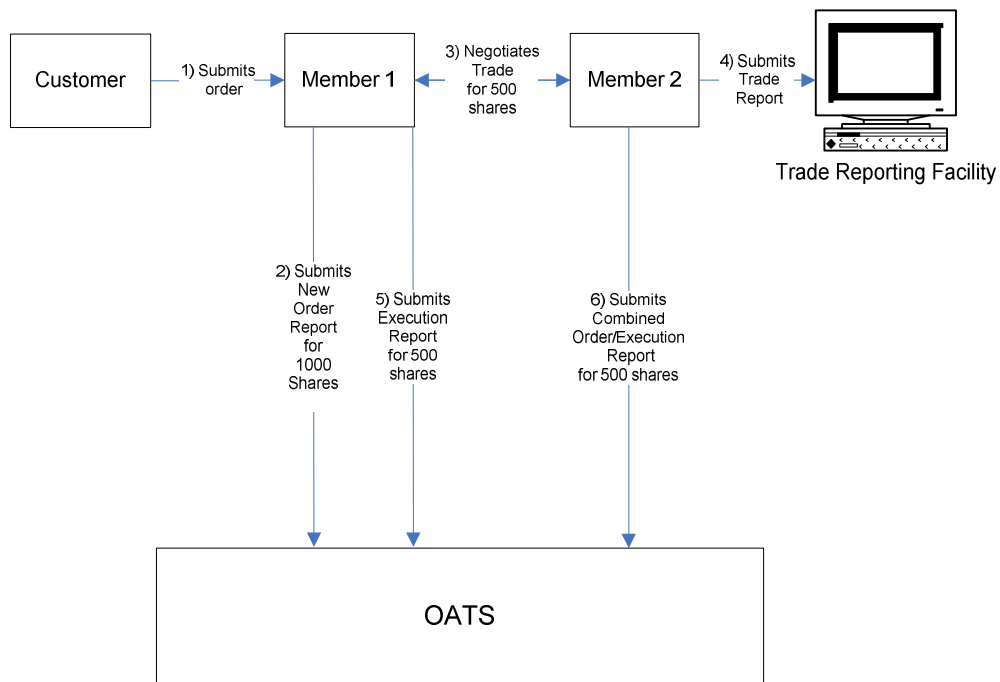 Customer
1) Submits
order
Member 1
3) Negotiates
Trade
for 500
shares
Member 2
4) Submits
Trade
Report
Trade Reporting Facility
2) Submits
New
Order
Report
for
1000
Shares
5) Submits
Execution
Report
for 500
shares
6) Submits
Combined
Order/Execution
Report
for 500 shares
OATS